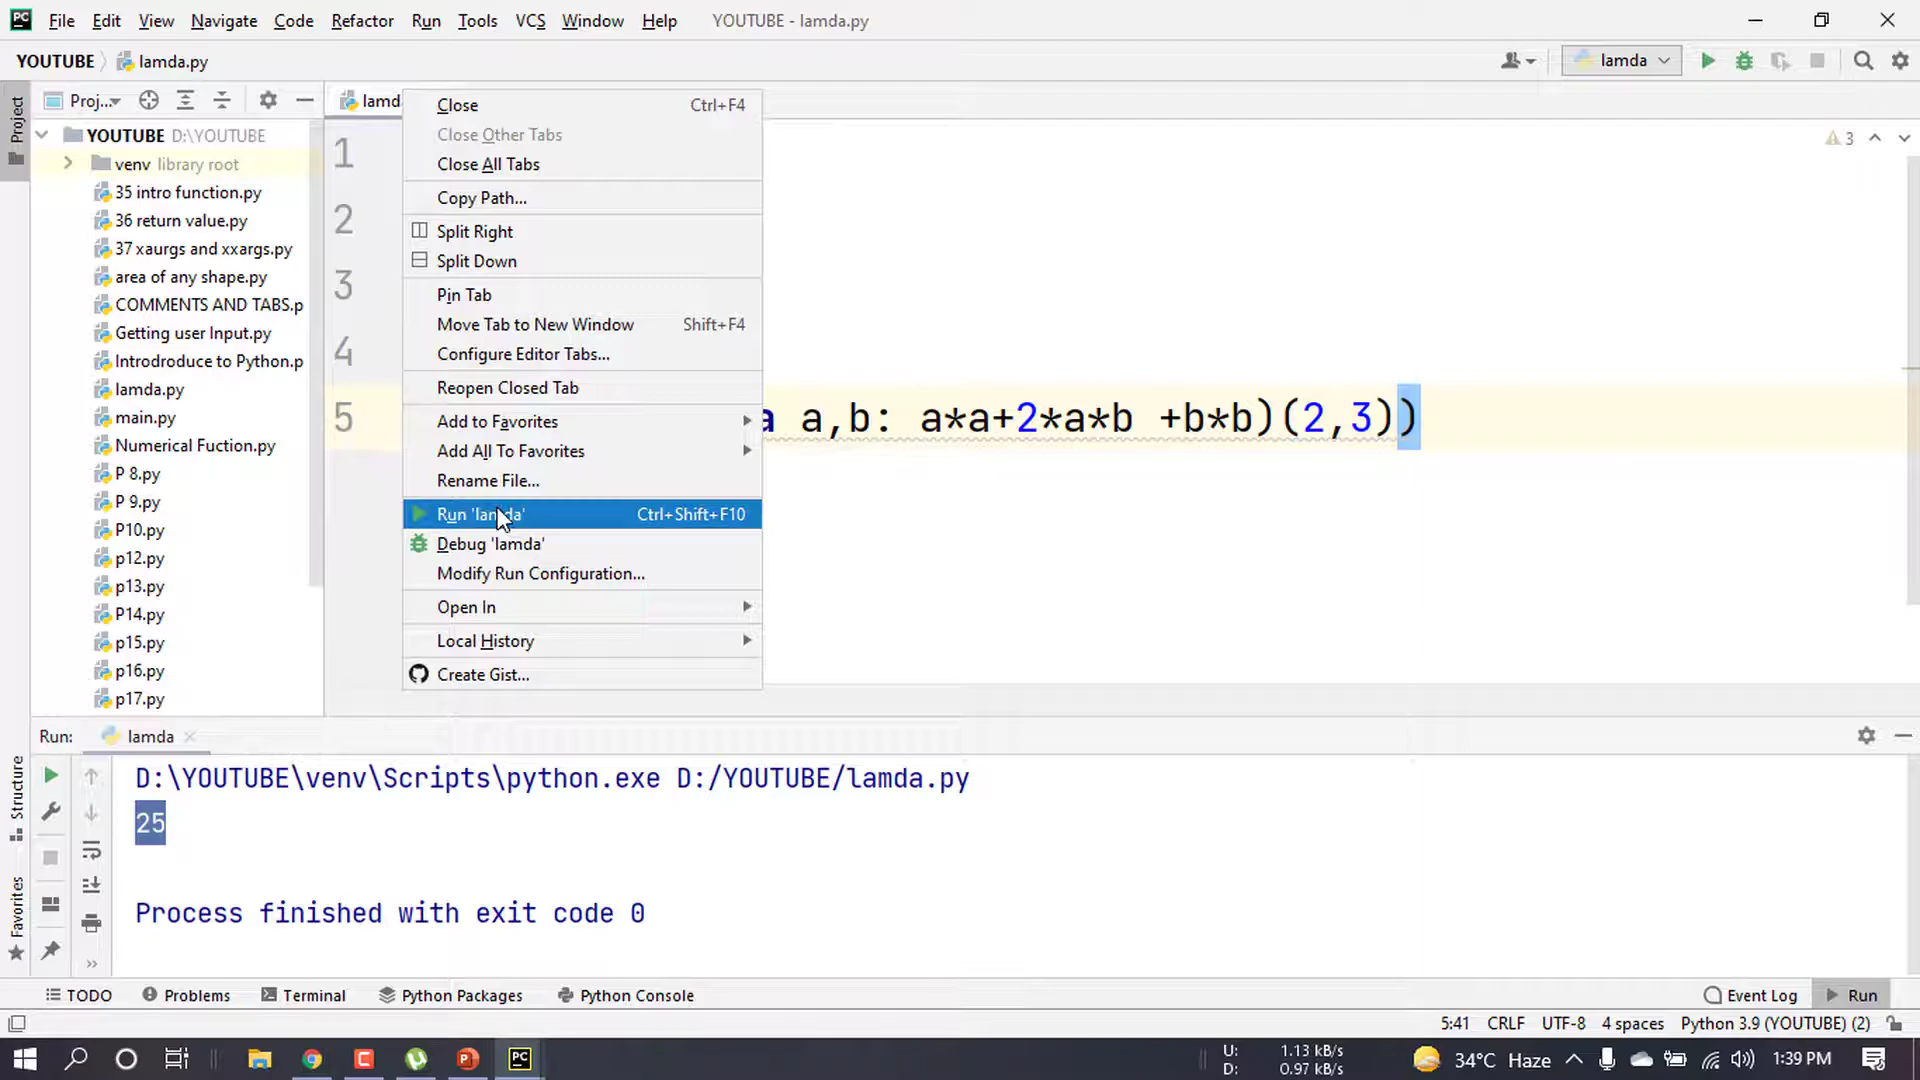 PC File Edit View Navigate Code Refactor Run Tools VCS Window Help YOUTUBE - lamda.py
YOUTUBE lamda.py lamda
Project
Proj...
YOUTUBE D:\YOUTUBE
venv library root
35 intro function.py
36 return value.py
37 xaurgs and xxargs.py
area of any shape.py
COMMENTS AND TABS.p
Getting user Input.py
Introdroduce to Python.p
lamda.py
main.py
Numerical Fuction.py
P 8.py
P 9.py
P10.py
p12.py
p13.py
P14.py
p15.py
p16.py
p17.py
lamd
3
1
2
3
4
5
a a,b: a*a+2*a*b +b*b)(2,3))
Close Ctrl+F4
Close Other Tabs
Close All Tabs
Copy Path...
Split Right
Split Down
Pin Tab
Move Tab to New Window Shift+F4
Configure Editor Tabs...
Reopen Closed Tab
Add to Favorites
Add All To Favorites
Rename File...
Run 'lamda' Ctrl+Shift+F10
Debug 'lamda'
Modify Run Configuration...
Open In
Local History
Create Gist...
Run: lamda
D:\YOUTUBE\venv\Scripts\python.exe D:/YOUTUBE/lamda.py
25
Process finished with exit code 0
Structure
Favorites
TODO Problems Terminal Python Packages Python Console Event Log Run
5:41 CRLF UTF-8 4 spaces Python 3.9 (YOUTUBE) (2)
PC
U: 1.13 kB/s
D: 0.97 kB/s
34°C Haze 1:39 PM